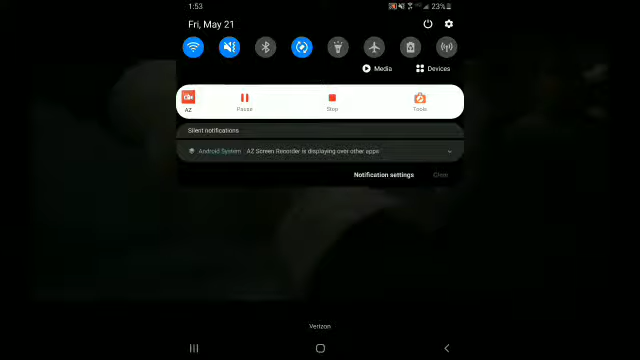 1:53
23%
Fri, May 21
Media
Devices
AZ
Pause
Stop
Tools
Silent notifications
Android System AZ Screen Recorder is displaying over other apps
Notification settings
Clear
Verizon